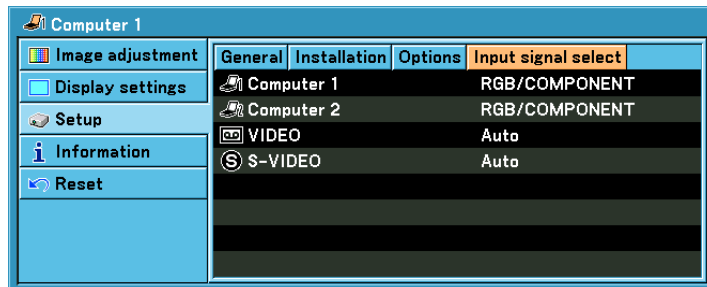 Computer 1
Image adjustment
Display settings
Setup
Information
Reset
General Installation Options Input signal select
Computer 1 RGB/COMPONENT
Computer 2 RGB/COMPONENT
VIDEO Auto
S S-VIDEO Auto